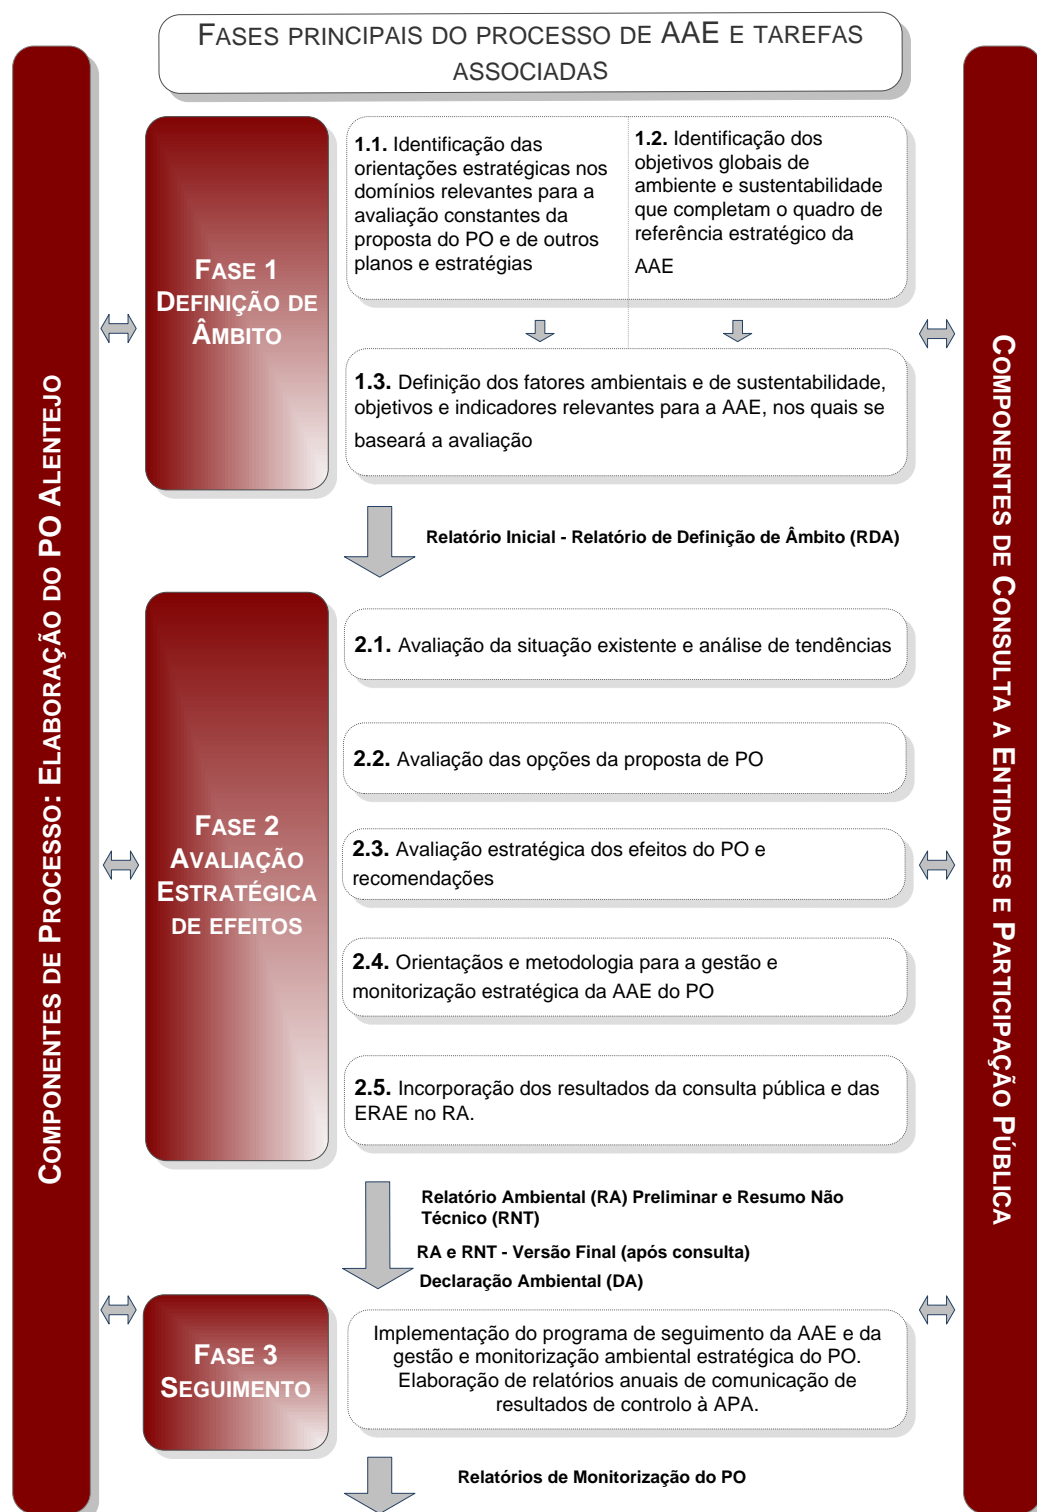 FASES PRINCIPAIS DO PROCESSO DE AAE E TAREFAS
ASSOCIADAS
COMPONENTES DE PROCESSO: ELABORAÇÃO DO PO ALENTEJO
FASE 1
DEFINIÇÃO DE
ÂMBITO
1.1. Identificação das
orientações estratégicas nos
domínios relevantes para a
avaliação constantes da
proposta do PO e de outros
planos e estratégias
1.2. Identificação dos
objetivos globais de
ambiente e sustentabilidade
que completam o quadro de
referência estratégico da
AAE
1.3. Definição dos fatores ambientais e de sustentabilidade,
objetivos e indicadores relevantes para a AAE, nos quais se
baseará a avaliação
Relatório Inicial - Relatório de Definição de Âmbito (RDA)
FASE 2
AVALIAÇÃO
ESTRATÉGICA
DE EFEITOS
2.1. Avaliação da situação existente e análise de tendências
2.2. Avaliação das opções da proposta de PO
2.3. Avaliação estratégica dos efeitos do PO e
recomendações
2.4. Orientaços e metodologia para a gestão e
monitorização estratégica da AAE do PO
2.5. Incorporação dos resultados da consulta pública e das
ERAE no RA.
Relatório Ambiental (RA) Preliminar e Resumo Não
Técnico (RNT)
RA e RNT - Versão Final (após consulta)
Declaração Ambiental (DA)
FASE 3
SEGUIMENTO
Implementação do programa de seguimento da AAE e da
gestão e monitorização ambiental estratégica do PO.
Elaboração de relatórios anuais de comunicação de
resultados de controlo à APA.
Relatórios de Monitorização do PO
COMPONENTES DE CONSULTA A ENTIDADES E PARTICIPAÇÃO PÚBLICA